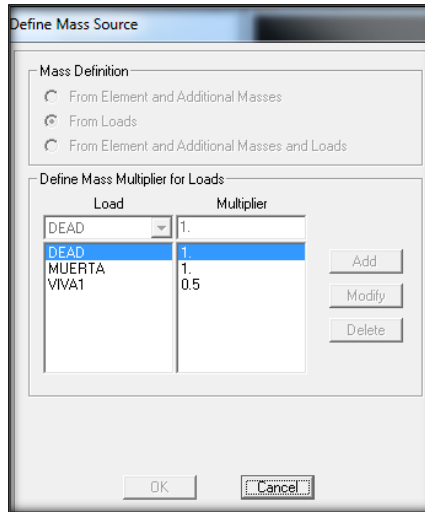 Define Mass Source
Mass Definition
From Element and Additional Masses
From Loads
From Element and Additional Masses and Loads
Define Mass Multiplier for Loads
Load Multiplier
DEAD 1.
DEAD 1.
MUERTA 1.
VIVA1 0.5
Add
Modify
Delete
OK Cancel